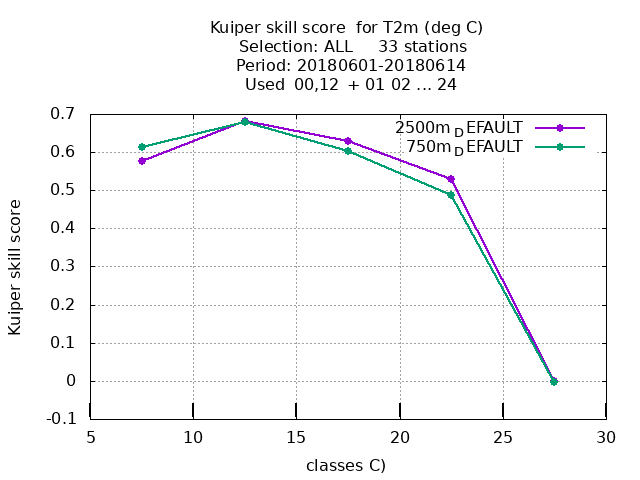 Kuiper skill score for T2m (deg C)
Selection: ALL 33 stations
Period: 20180601-20180614
Used 00,12 + 01 02 ... 24
2500m_DEFAULT
750m_DEFAULT
0.7
0.6
0.5
0.4
0.3
0.2
0.1
0
-0.1
Kuiper skill score
5 10 15 20 25 30
classes C)